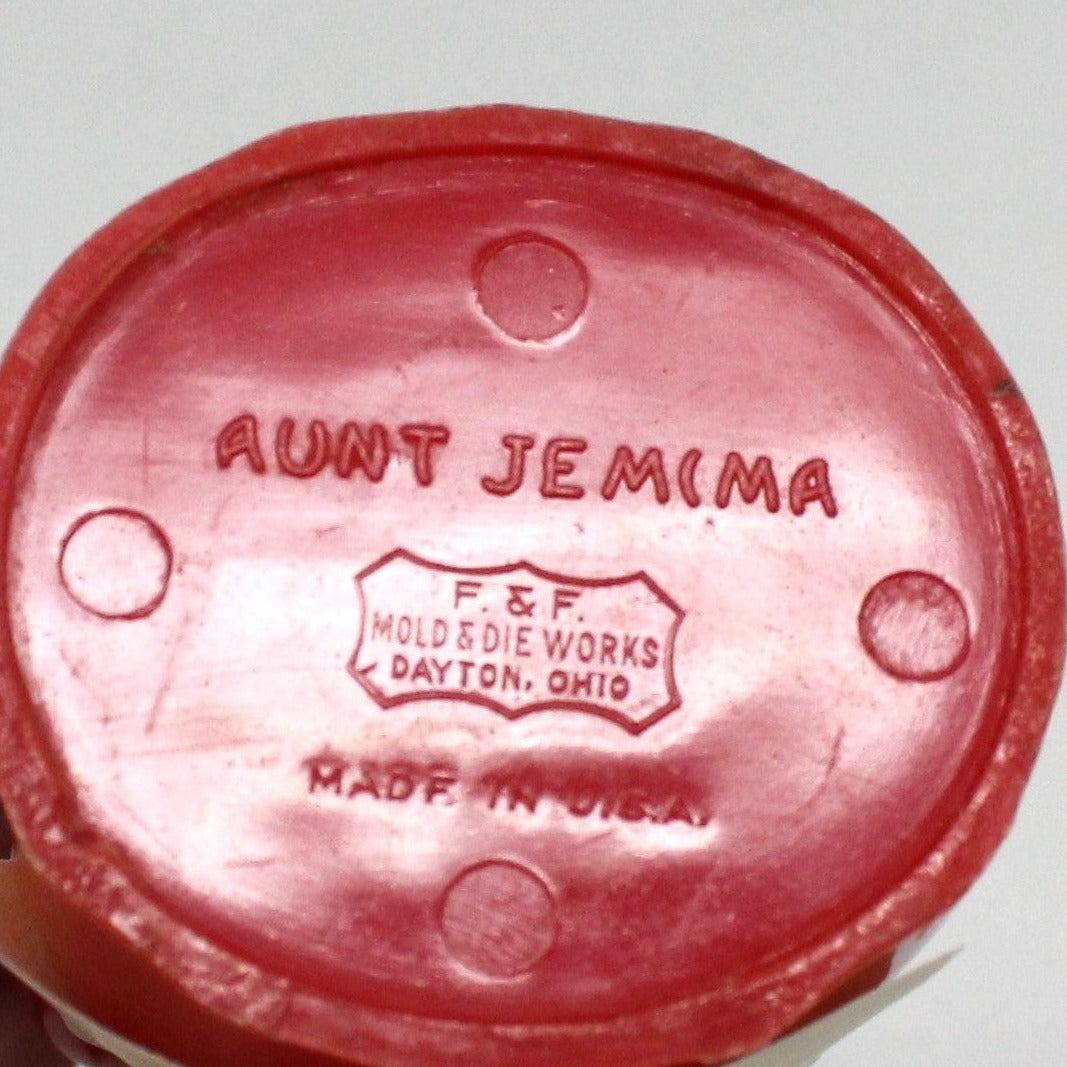 AUNT JEMIMA
F. & F.
MOLD & DIE WORKS
DAYTON, OHIO
MADE IN U.S.A.